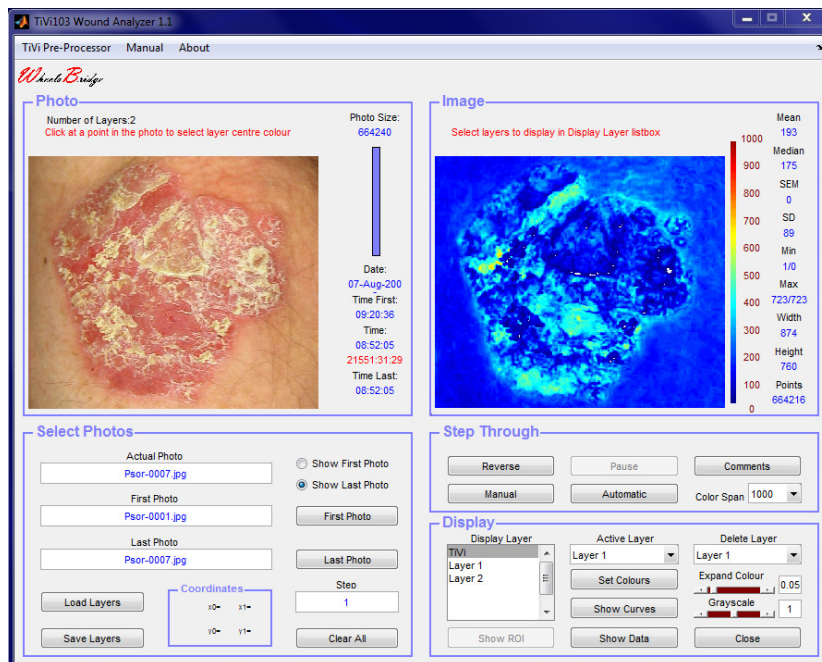 TiVi103 Wound Analyzer 1.1
TiVi Pre-Processor Manual About
WheelsBridge
Photo
Number of Layers:2
Click at a point in the photo to select layer centre colour
Photo Size:
664240
Date:
07-Aug-200
Time First:
09:20:36
Time:
08:52:05
21551:31:29
Time Last:
08:52:05
Image
Select layers to display in Display Layer listbox
1000
900
800
700
600
500
400
300
200
100
0
Mean
193
Median
175
SEM
0
SD
89
Min
1/0
Max
723/723
Width
874
Height
760
Points
664216
Select Photos
Actual Photo
Psor-0007.jpg
First Photo
Psor-0001.jpg
Last Photo
Psor-0007.jpg
Show First Photo
Show Last Photo
First Photo
Last Photo
Step
1
Load Layers
Save Layers
Coordinates
x0= x1=
y0= y1=
Clear All
Step Through
Reverse Pause Comments
Manual Automatic Color Span 1000
Display
Display Layer
TiVi
Layer 1
Layer 2
Show ROI
Active Layer
Layer 1
Set Colours
Show Curves
Show Data
Delete Layer
Layer 1
Expand Colour
0.05
Grayscale
1
Close